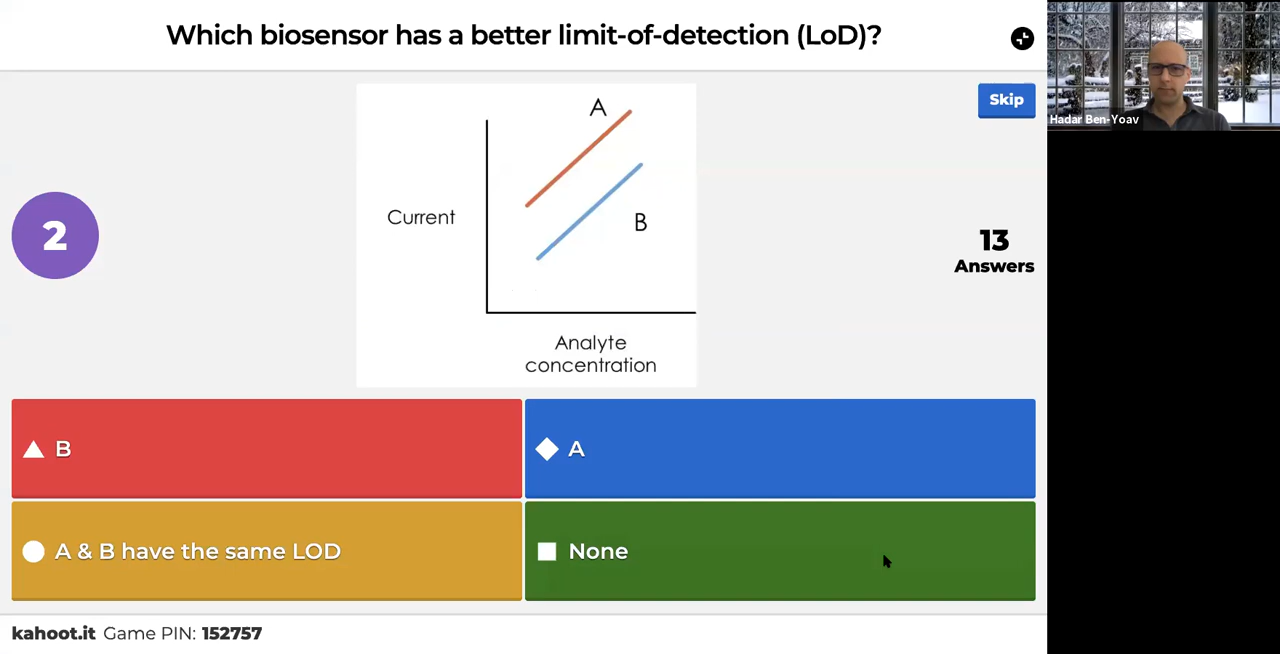 Which biosensor has a better limit-of-detection (LoD)?
Skip
Hadar Ben-Yoav
A
Current
B
2
13
Answers
Analyte
concentration
B
A
A & B have the same LOD
None
kahoot.it Game PIN: 152757